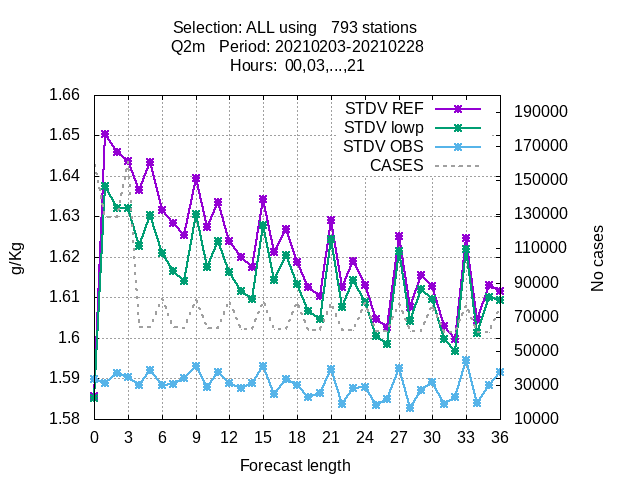 Selection: ALL using   793 stations
Q2m   Period: 20210203-20210228
Hours:  00,03,...,21
1.66
1.65
1.64
1.63
1.62
1.61
1.6
1.59
1.58
g/Kg
STDV REF
STDV lowp
STDV OBS
CASES
190000
170000
150000
130000
110000
90000
70000
50000
30000
10000
No cases
0 3 6 9 12 15 18 21 24 27 30 33 36
Forecast length